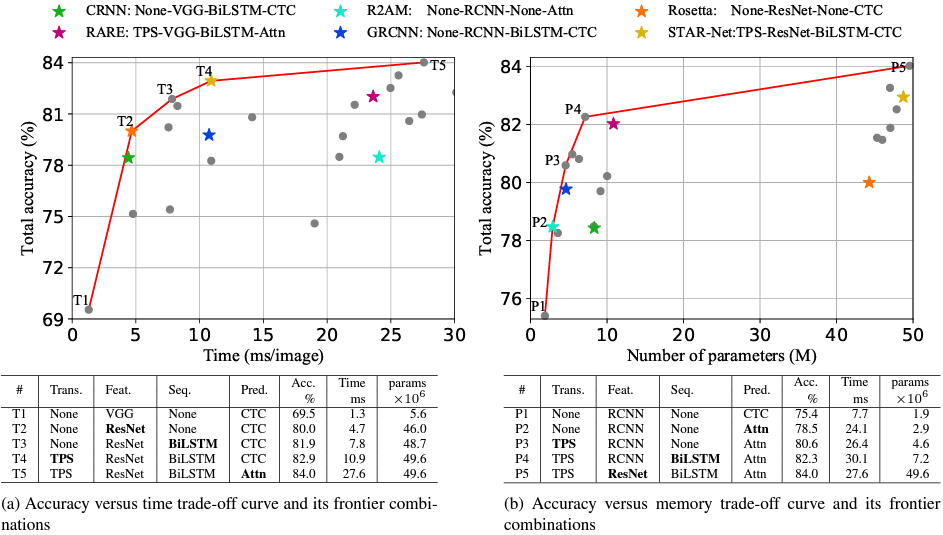 CRNN: None-VGG-BiLSTM-CTC R2AM: None-RCNN-None-Attn Rosetta: None-ResNet-None-CTC
RARE: TPS-VGG-BiLSTM-Attn GRCNN: None-RCNN-BiLSTM-CTC STAR-Net:TPS-ResNet-BiLSTM-CTC
Total accuracy (%)
84
81
78
75
72
69
T1
T2
T3
T4
T5
0 5 10 15 20 25 30
Time (ms/image)
Total accuracy (%)
84
82
80
78
76
P1
P2
P3
P4
P5
0 10 20 30 40 50
Number of parameters (M)
# Trans. Feat. Seq. Pred. Acc. Time params
% ms ×10⁶
T1 None VGG None CTC 69.5 1.3 5.6
T2 None ResNet None CTC 80.0 4.7 46.0
T3 None ResNet BiLSTM CTC 81.9 7.8 48.7
T4 TPS ResNet BiLSTM CTC 82.9 10.9 49.6
T5 TPS ResNet BiLSTM Attn 84.0 27.6 49.6
(a) Accuracy versus time trade-off curve and its frontier combi-
nations
# Trans. Feat. Seq. Pred. Acc. Time params
% ms ×10⁶
P1 None RCNN None CTC 75.4 7.7 1.9
P2 None RCNN None Attn 78.5 24.1 2.9
P3 TPS RCNN None Attn 80.6 26.4 4.6
P4 TPS RCNN BiLSTM Attn 82.3 30.1 7.2
P5 TPS ResNet BiLSTM Attn 84.0 27.6 49.6
(b) Accuracy versus memory trade-off curve and its frontier
combinations